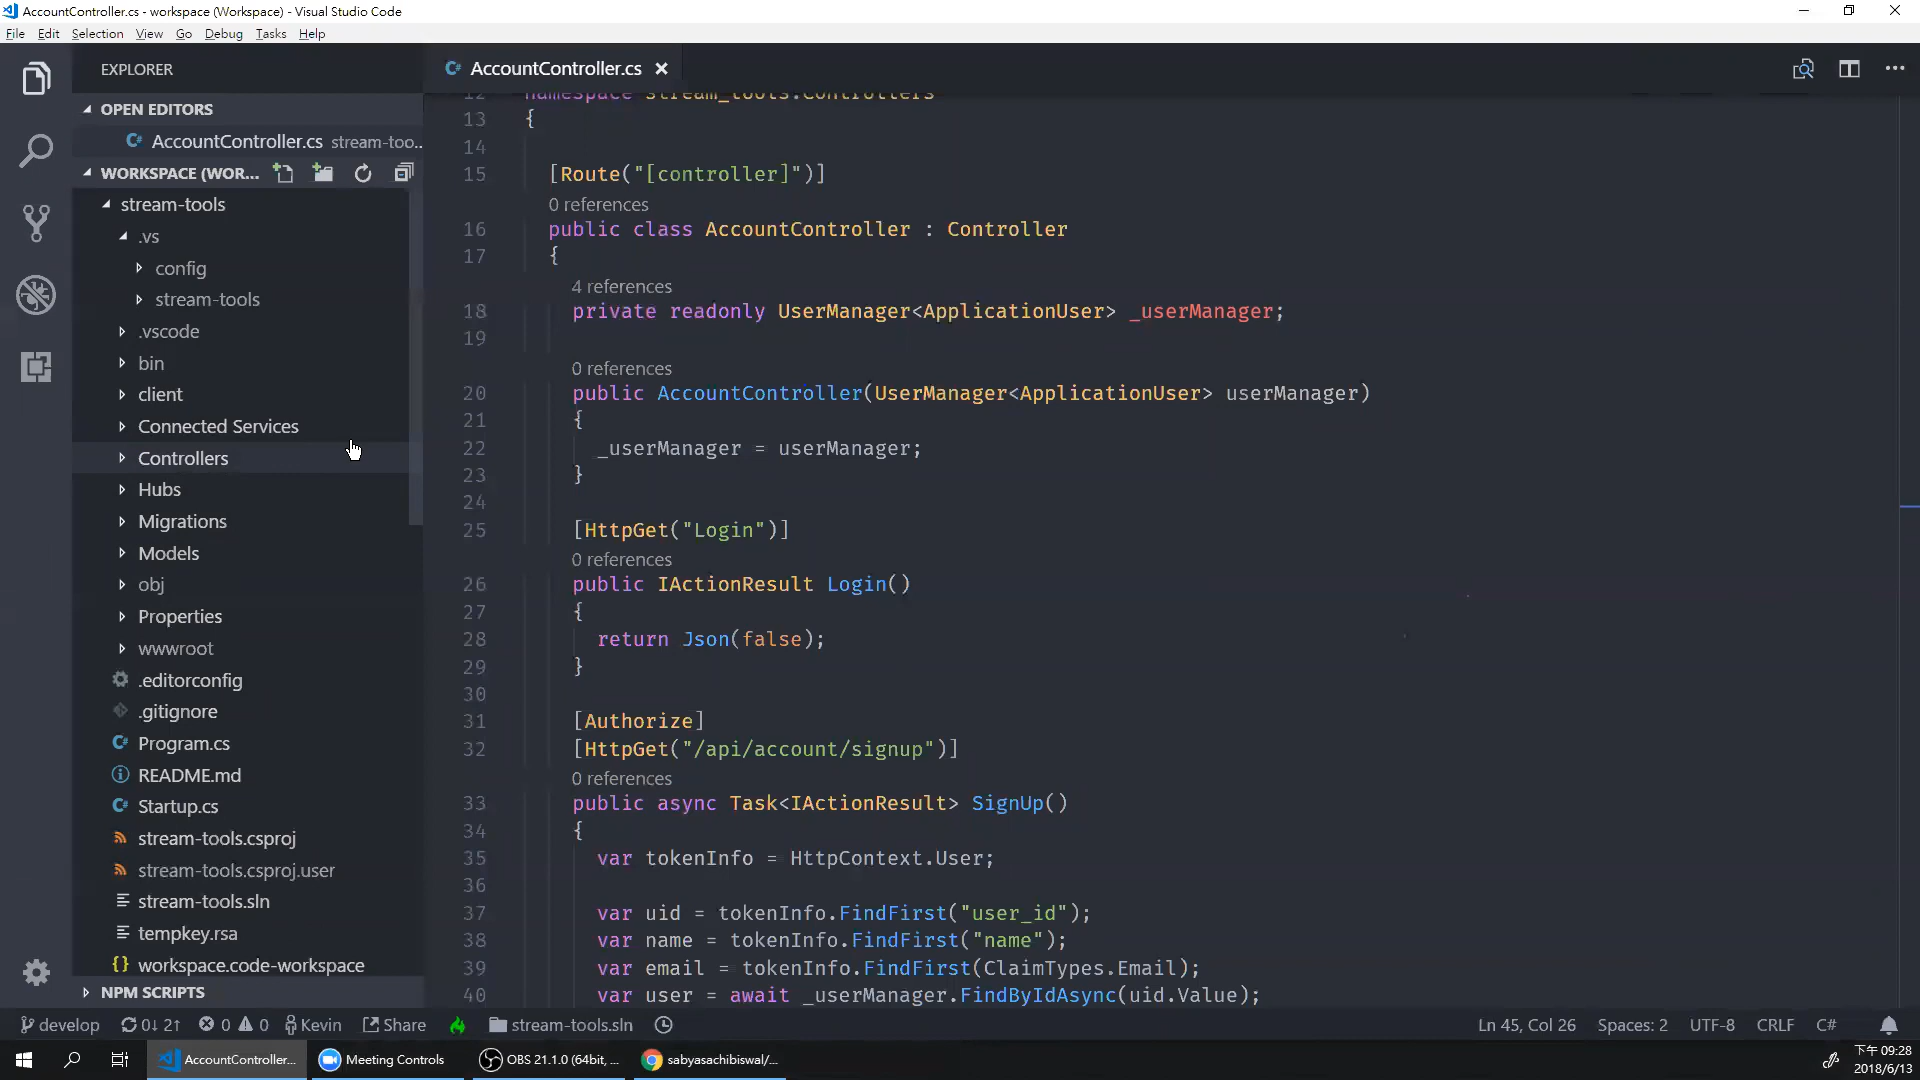 AccountController.cs - workspace (Workspace) - Visual Studio Code
File Edit Selection View Go Debug Tasks Help
EXPLORER
OPEN EDITORS
AccountController.cs stream-too...
WORKSPACE (WOR...
stream-tools
.vs
config
stream-tools
.vscode
bin
client
Connected Services
Controllers
Hubs
Migrations
Models
obj
Properties
wwwroot
.editorconfig
.gitignore
Program.cs
README.md
Startup.cs
stream-tools.csproj
stream-tools.csproj.user
stream-tools.sln
tempkey.rsa
workspace.code-workspace
NPM SCRIPTS
AccountController.cs
12 namespace stream_tools.Controllers
13 {
14
15 [Route("[controller]")]
0 references
16 public class AccountController : Controller
17 {
4 references
18 private readonly UserManager<ApplicationUser> _userManager;
19
0 references
20 public AccountController(UserManager<ApplicationUser> userManager)
21 {
22 _userManager = userManager;
23 }
24
25 [HttpGet("Login")]
0 references
26 public IActionResult Login()
27 {
28 return Json(false);
29 }
30
31 [Authorize]
32 [HttpGet("/api/account/signup")]
0 references
33 public async Task<IActionResult> SignUp()
34 {
35 var tokenInfo = HttpContext.User;
36
37 var uid = tokenInfo.FindFirst("user_id");
38 var name = tokenInfo.FindFirst("name");
39 var email = tokenInfo.FindFirst(ClaimTypes.Email);
40 var user = await _userManager.FindByIdAsync(uid.Value);
develop 0↓ 2↑ 0 0 Kevin Share stream-tools.sln Ln 45, Col 26 Spaces: 2 UTF-8 CRLF C#
AccountController... Meeting Controls OBS 21.1.0 (64bit, ... sabyasachibiswal/... 下午 09:28
2018/6/13